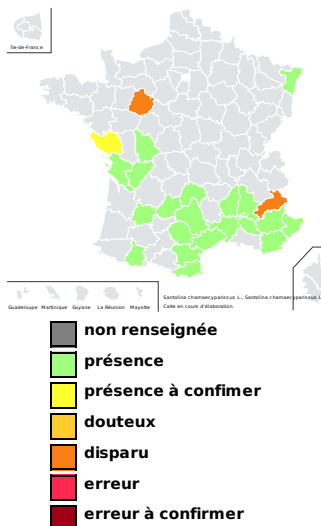 Île-de-France
Guadeloupe Martinique Guyane La Réunion Mayotte
Santolina chamaecyparissus L., Santolina chamaecyparissus L
Carte en cours d'élaboration.
non renseignée
présence
présence à confimer
douteux
disparu
erreur
erreur à confirmer